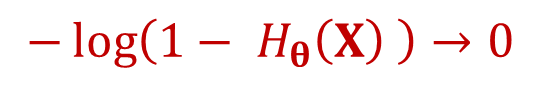 − log(1 − H_𝛉(𝐗) ) → 0